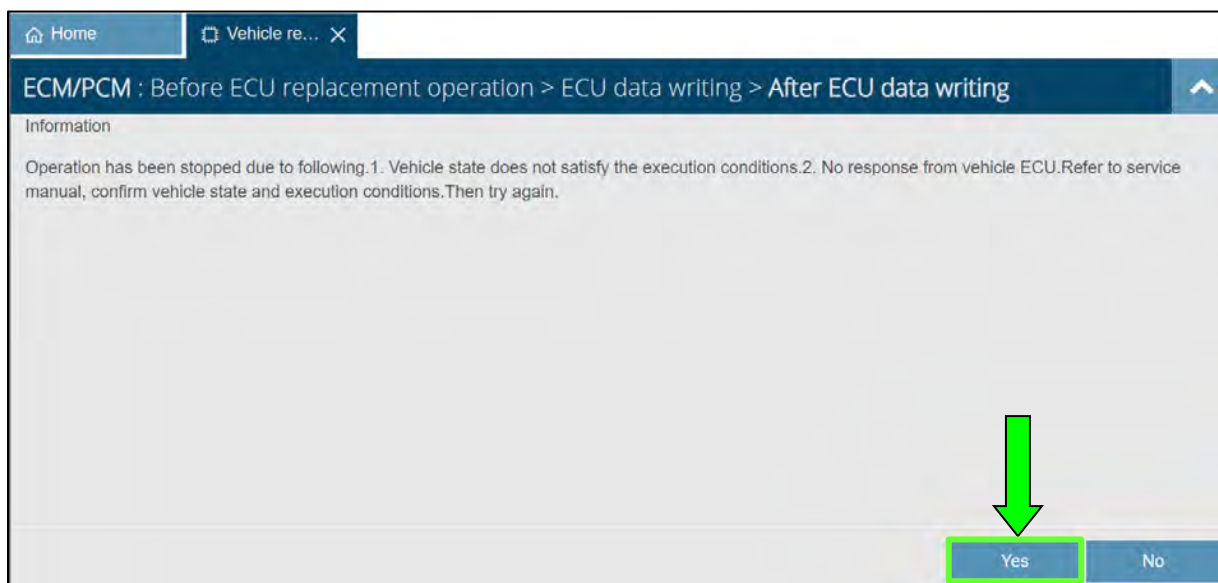 Home
Vehicle re...
ECM/PCM : Before ECU replacement operation > ECU data writing > After ECU data writing
Information
Operation has been stopped due to following.1. Vehicle state does not satisfy the execution conditions.2. No response from vehicle ECU.Refer to service
manual, confirm vehicle state and execution conditions.Then try again.
Yes
No